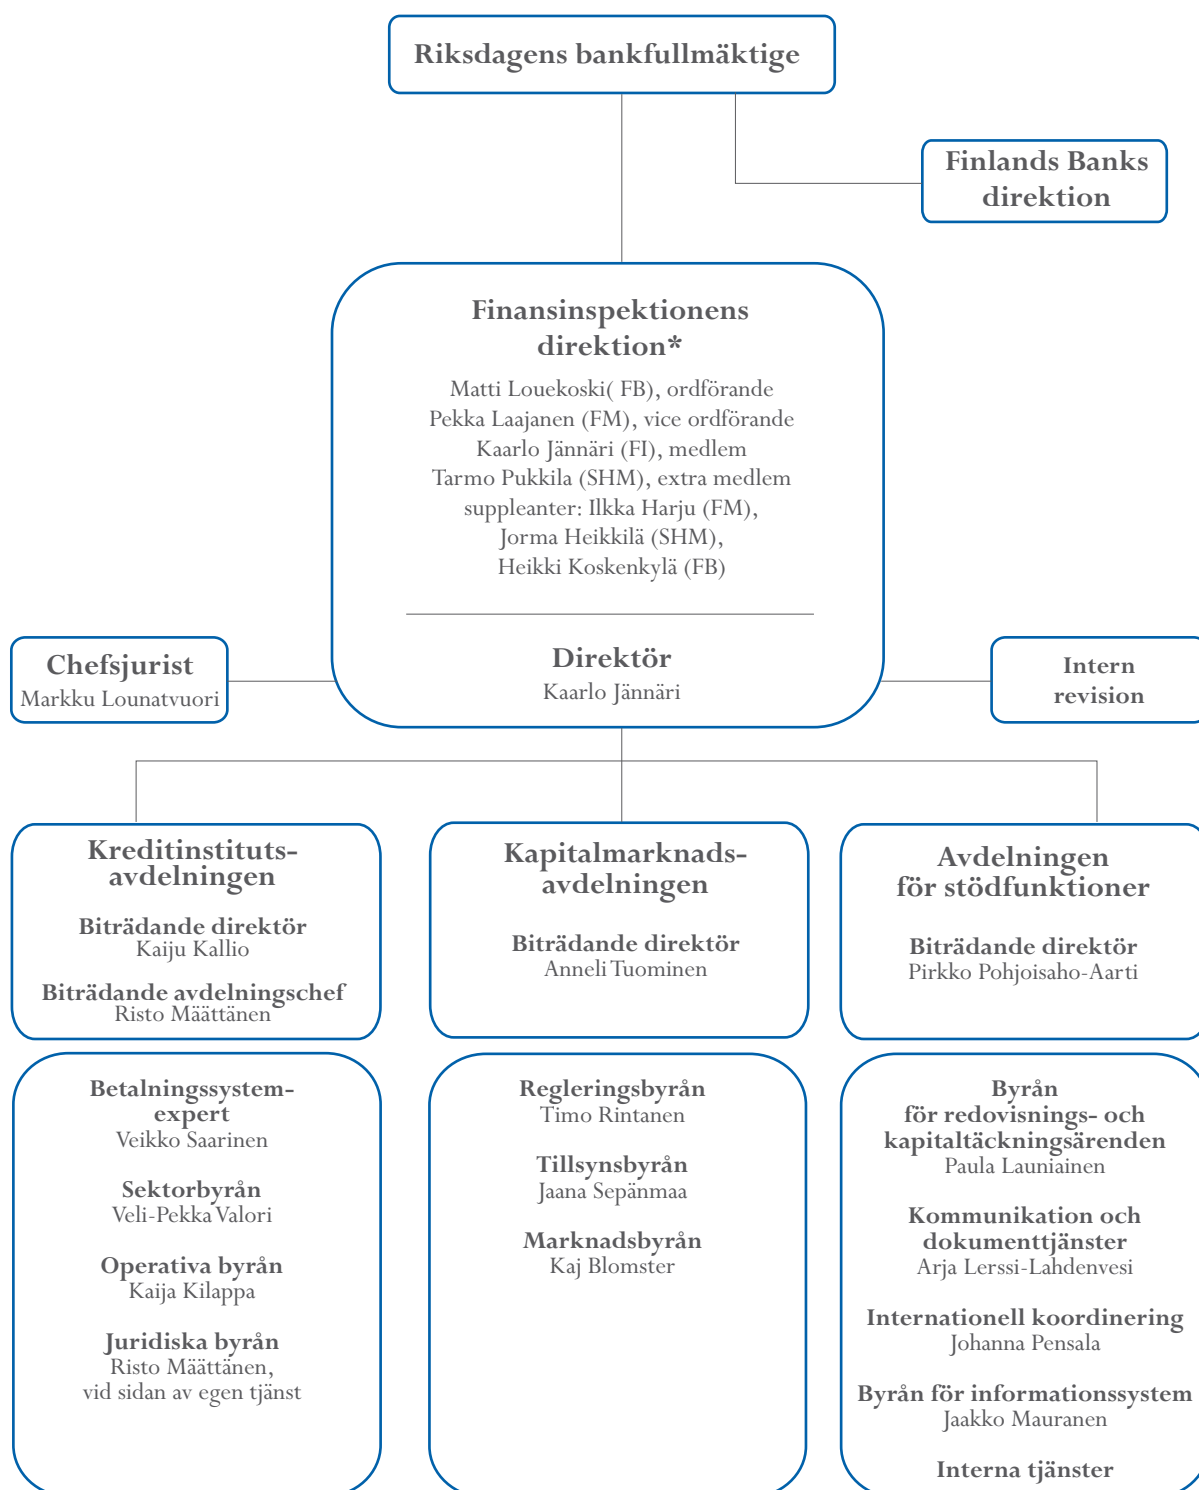 Riksdagens bankfullmäktige
Finlands Banks
direktion
Finansinspektionens
direktion*
Matti Louekoski( FB), ordförande
Pekka Laajanen (FM), vice ordförande
Kaarlo Jännäri (FI), medlem
Tarmo Pukkila (SHM), extra medlem
suppleanter: Ilkka Harju (FM),
Jorma Heikkilä (SHM),
Heikki Koskenkylä (FB)
Direktör
Kaarlo Jännäri
Chefsjurist
Markku Lounatvuori
Intern
revision
Kreditinstituts-
avdelningen
Biträdande direktör
Kaiju Kallio
Biträdande avdelningschef
Risto Määttänen
Kapitalmarknads-
avdelningen
Biträdande direktör
Anneli Tuominen
Avdelningen
för stödfunktioner
Biträdande direktör
Pirkko Pohjoisaho-Aarti
Betalningssystem-
expert
Veikko Saarinen
Sektorbyrån
Veli-Pekka Valori
Operativa byrån
Kaija Kilappa
Juridiska byrån
Risto Määttänen,
vid sidan av egen tjänst
Regleringsbyrån
Timo Rintanen
Tillsynsbyrån
Jaana Sepänmaa
Marknadsbyrån
Kaj Blomster
Byrån
för redovisnings- och
kapitaltäckningsärenden
Paula Launiainen
Kommunikation och
dokumenttjänster
Arja Lerssi-Lahdenvesi
Internationell koordinering
Johanna Pensala
Byrån för informationssystem
Jaakko Mauranen
Interna tjänster